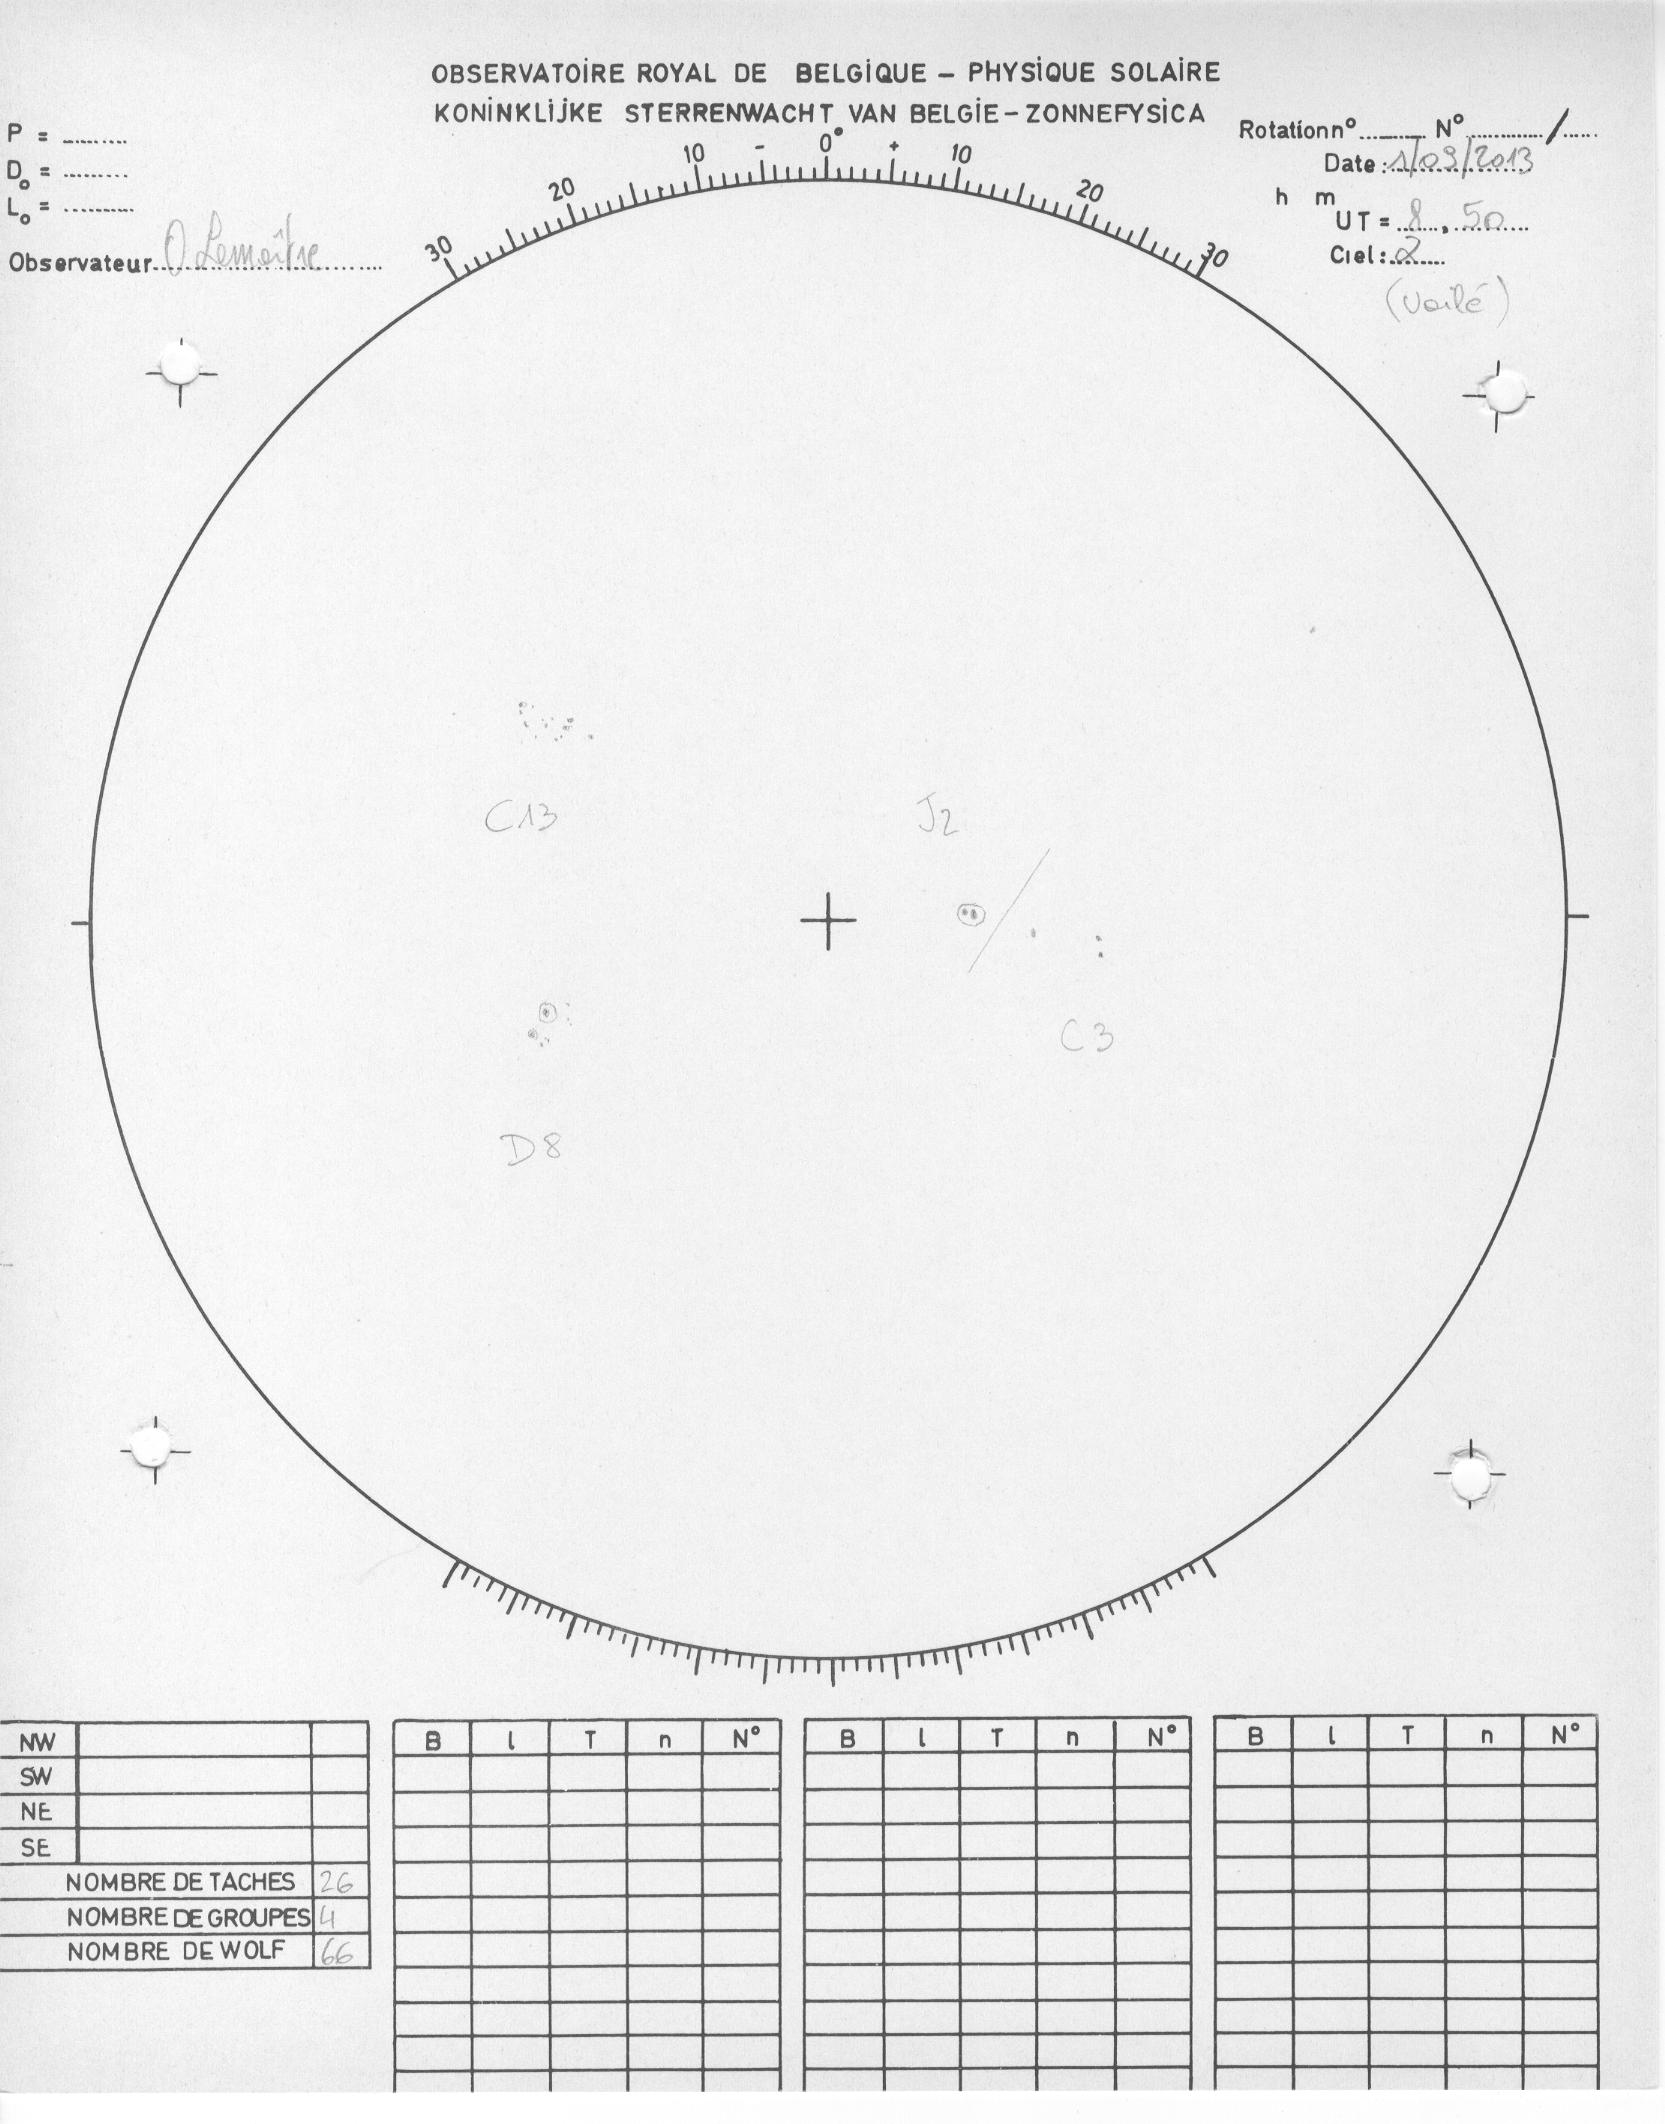 OBSERVATOIRE ROYAL DE BELGIQUE – PHYSIQUE SOLAIRE
KONINKLIJKE STERRENWACHT VAN BELGIE – ZONNEFYSICA
P = ........
D₀ = ........
L₀ = ........
Observateur O Lemaître
Rotation n° ........ N° ......../.....
Date : 1/09/2013
h m
UT = 8 , 50
Ciel : 2
(Voilé)
30 20 10 - 0° + 10 20 30
C13
J2
C3
D8
NW
SW
NE
SE
NOMBRE DE TACHES 26
NOMBRE DE GROUPES 4
NOMBRE DE WOLF 66
B l T n N°
B l T n N°
B l T n N°